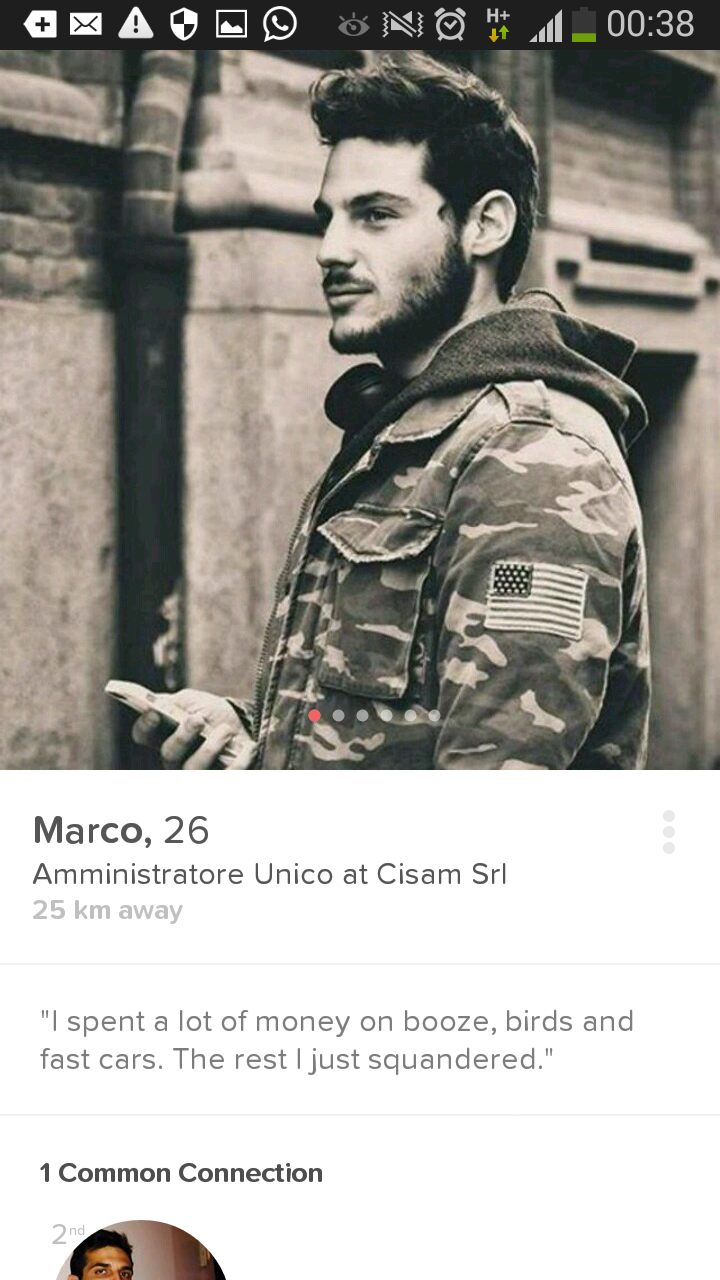 H+ 00:38
Marco, 26
Amministratore Unico at Cisam Srl
25 km away
"I spent a lot of money on booze, birds and
fast cars. The rest I just squandered."
1 Common Connection
2nd